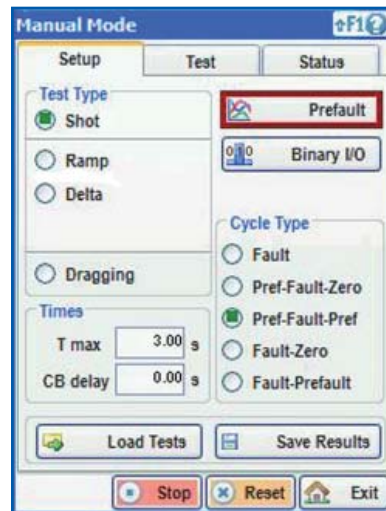 Manual Mode
F1
Setup
Test
Status
Test Type
Shot
Ramp
Delta
Dragging
Times
T max 3.00 s
CB delay 0.00 s
Prefault
Binary I/O
Cycle Type
Fault
Pref-Fault-Zero
Pref-Fault-Pref
Fault-Zero
Fault-Prefault
Load Tests
Save Results
Stop
Reset
Exit